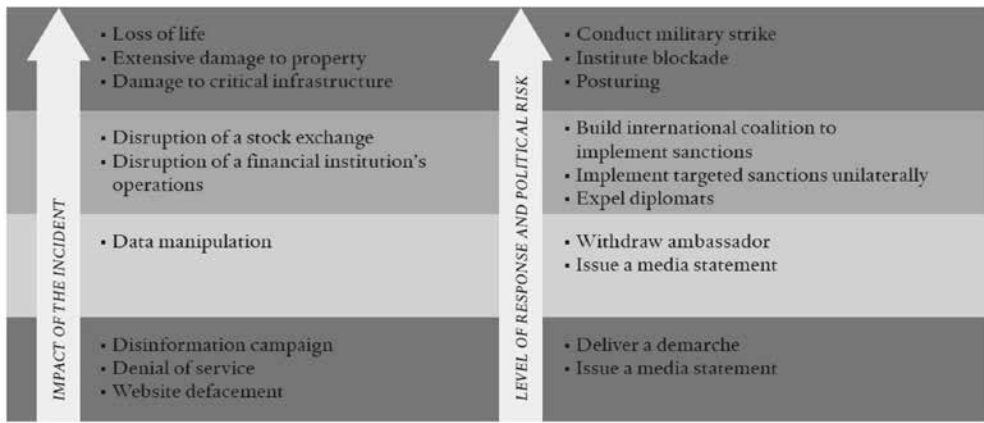 IMPACT OF THE INCIDENT
▪ Loss of life
▪ Extensive damage to property
▪ Damage to critical infrastructure
▪ Disruption of a stock exchange
▪ Disruption of a financial institution's
operations
▪ Data manipulation
▪ Disinformation campaign
▪ Denial of service
▪ Website defacement
LEVEL OF RESPONSE AND POLITICAL RISK
▪ Conduct military strike
▪ Institute blockade
▪ Posturing
▪ Build international coalition to
implement sanctions
▪ Implement targeted sanctions unilaterally
▪ Expel diplomats
▪ Withdraw ambassador
▪ Issue a media statement
▪ Deliver a demarche
▪ Issue a media statement